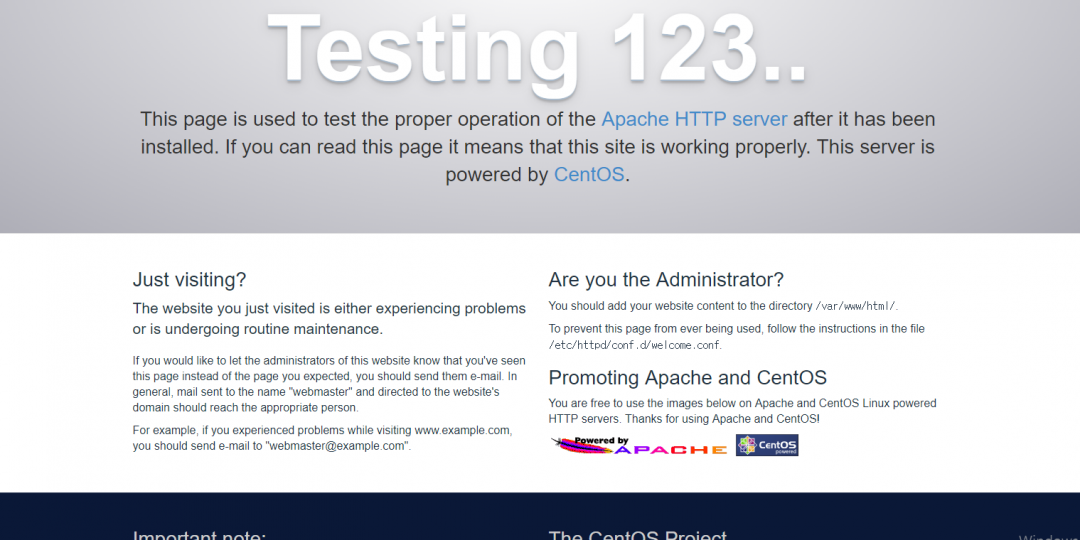 Testing 123..
This page is used to test the proper operation of the Apache HTTP server after it has been
installed. If you can read this page it means that this site is working properly. This server is
powered by CentOS.
Just visiting?
The website you just visited is either experiencing problems
or is undergoing routine maintenance.
If you would like to let the administrators of this website know that you've seen
this page instead of the page you expected, you should send them e-mail. In
general, mail sent to the name "webmaster" and directed to the website's
domain should reach the appropriate person.
For example, if you experienced problems while visiting www.example.com,
you should send e-mail to "webmaster@example.com".
Are you the Administrator?
You should add your website content to the directory /var/www/html/.
To prevent this page from ever being used, follow the instructions in the file
/etc/httpd/conf.d/welcome.conf.
Promoting Apache and CentOS
You are free to use the images below on Apache and CentOS Linux powered
HTTP servers. Thanks for using Apache and CentOS!
Powered by
APACHE
CentOS
powered
Important note:
The CentOS Project
Windows